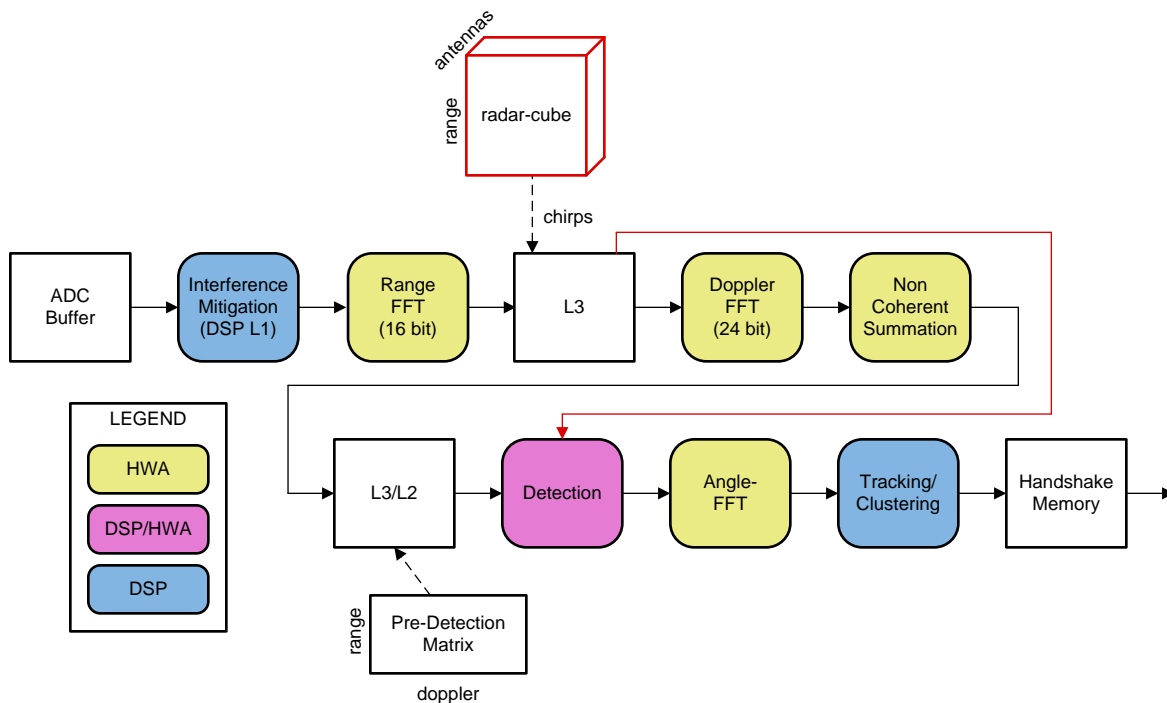 antennas
range
radar-cube
chirps
ADC
Buffer
Interference
Mitigation
(DSP L1)
Range
FFT
(16 bit)
L3
Doppler
FFT
(24 bit)
Non
Coherent
Summation
LEGEND
HWA
DSP/HWA
DSP
L3/L2
Detection
Angle-
FFT
Tracking/
Clustering
Handshake
Memory
range
Pre-Detection
Matrix
doppler